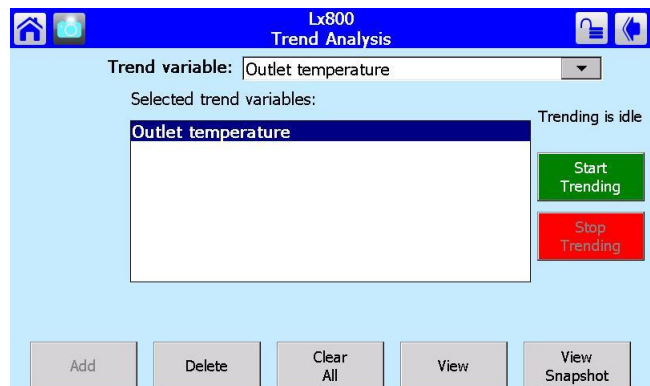 Lx800
Trend Analysis
Trend variable: Outlet temperature
Selected trend variables:
Outlet temperature
Trending is idle
Start
Trending
Stop
Trending
Add
Delete
Clear
All
View
View
Snapshot